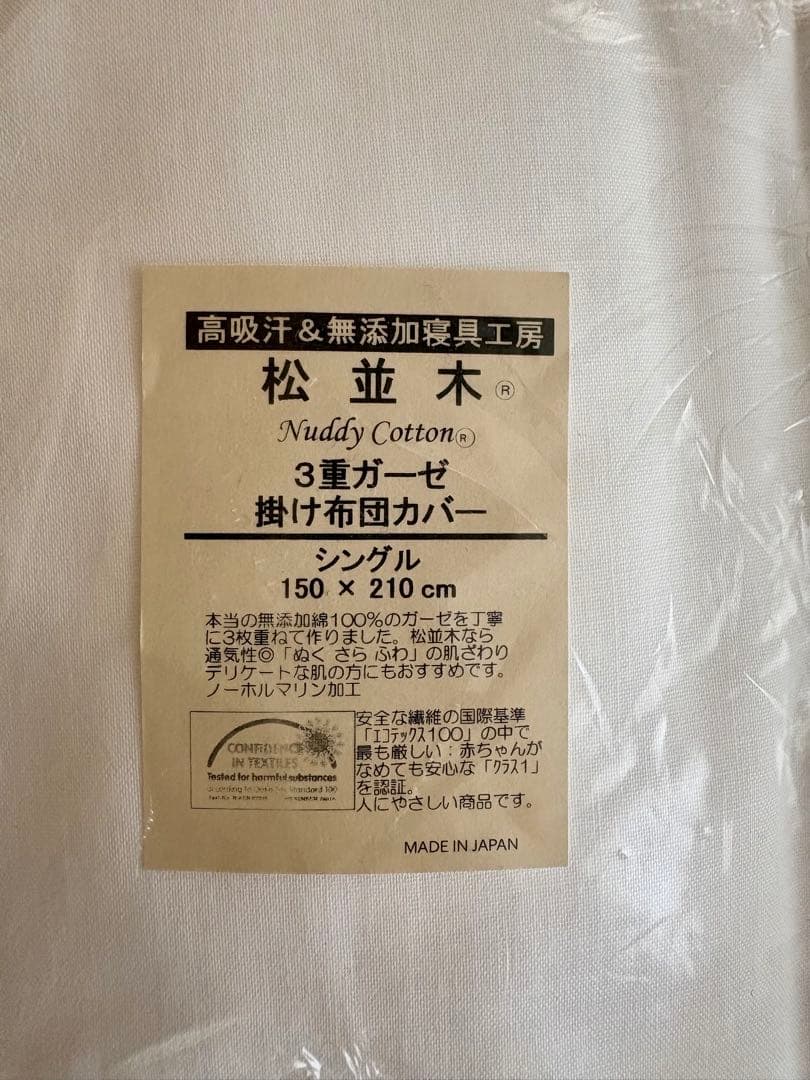 高吸汗&無添加寝具工房
松並木®
Nuddy Cotton®
3重ガーゼ
掛け布団カバー
シングル
150 × 210 cm
本当の無添加綿100%のガーゼを丁寧
に3枚重ねて作りました。松並木なら
通気性◎「ぬく さら ふわ」の肌ざわり
デリケートな肌の方にもおすすめです。
ノーホルマリン加工
CONFIDENCE
IN TEXTILES
Tested for harmful substances
安全な繊維の国際基準
「エコテックス100」の中で
最も厳しい:赤ちゃんが
なめても安心な「クラス1」
を認証。
人にやさしい商品です。
MADE IN JAPAN